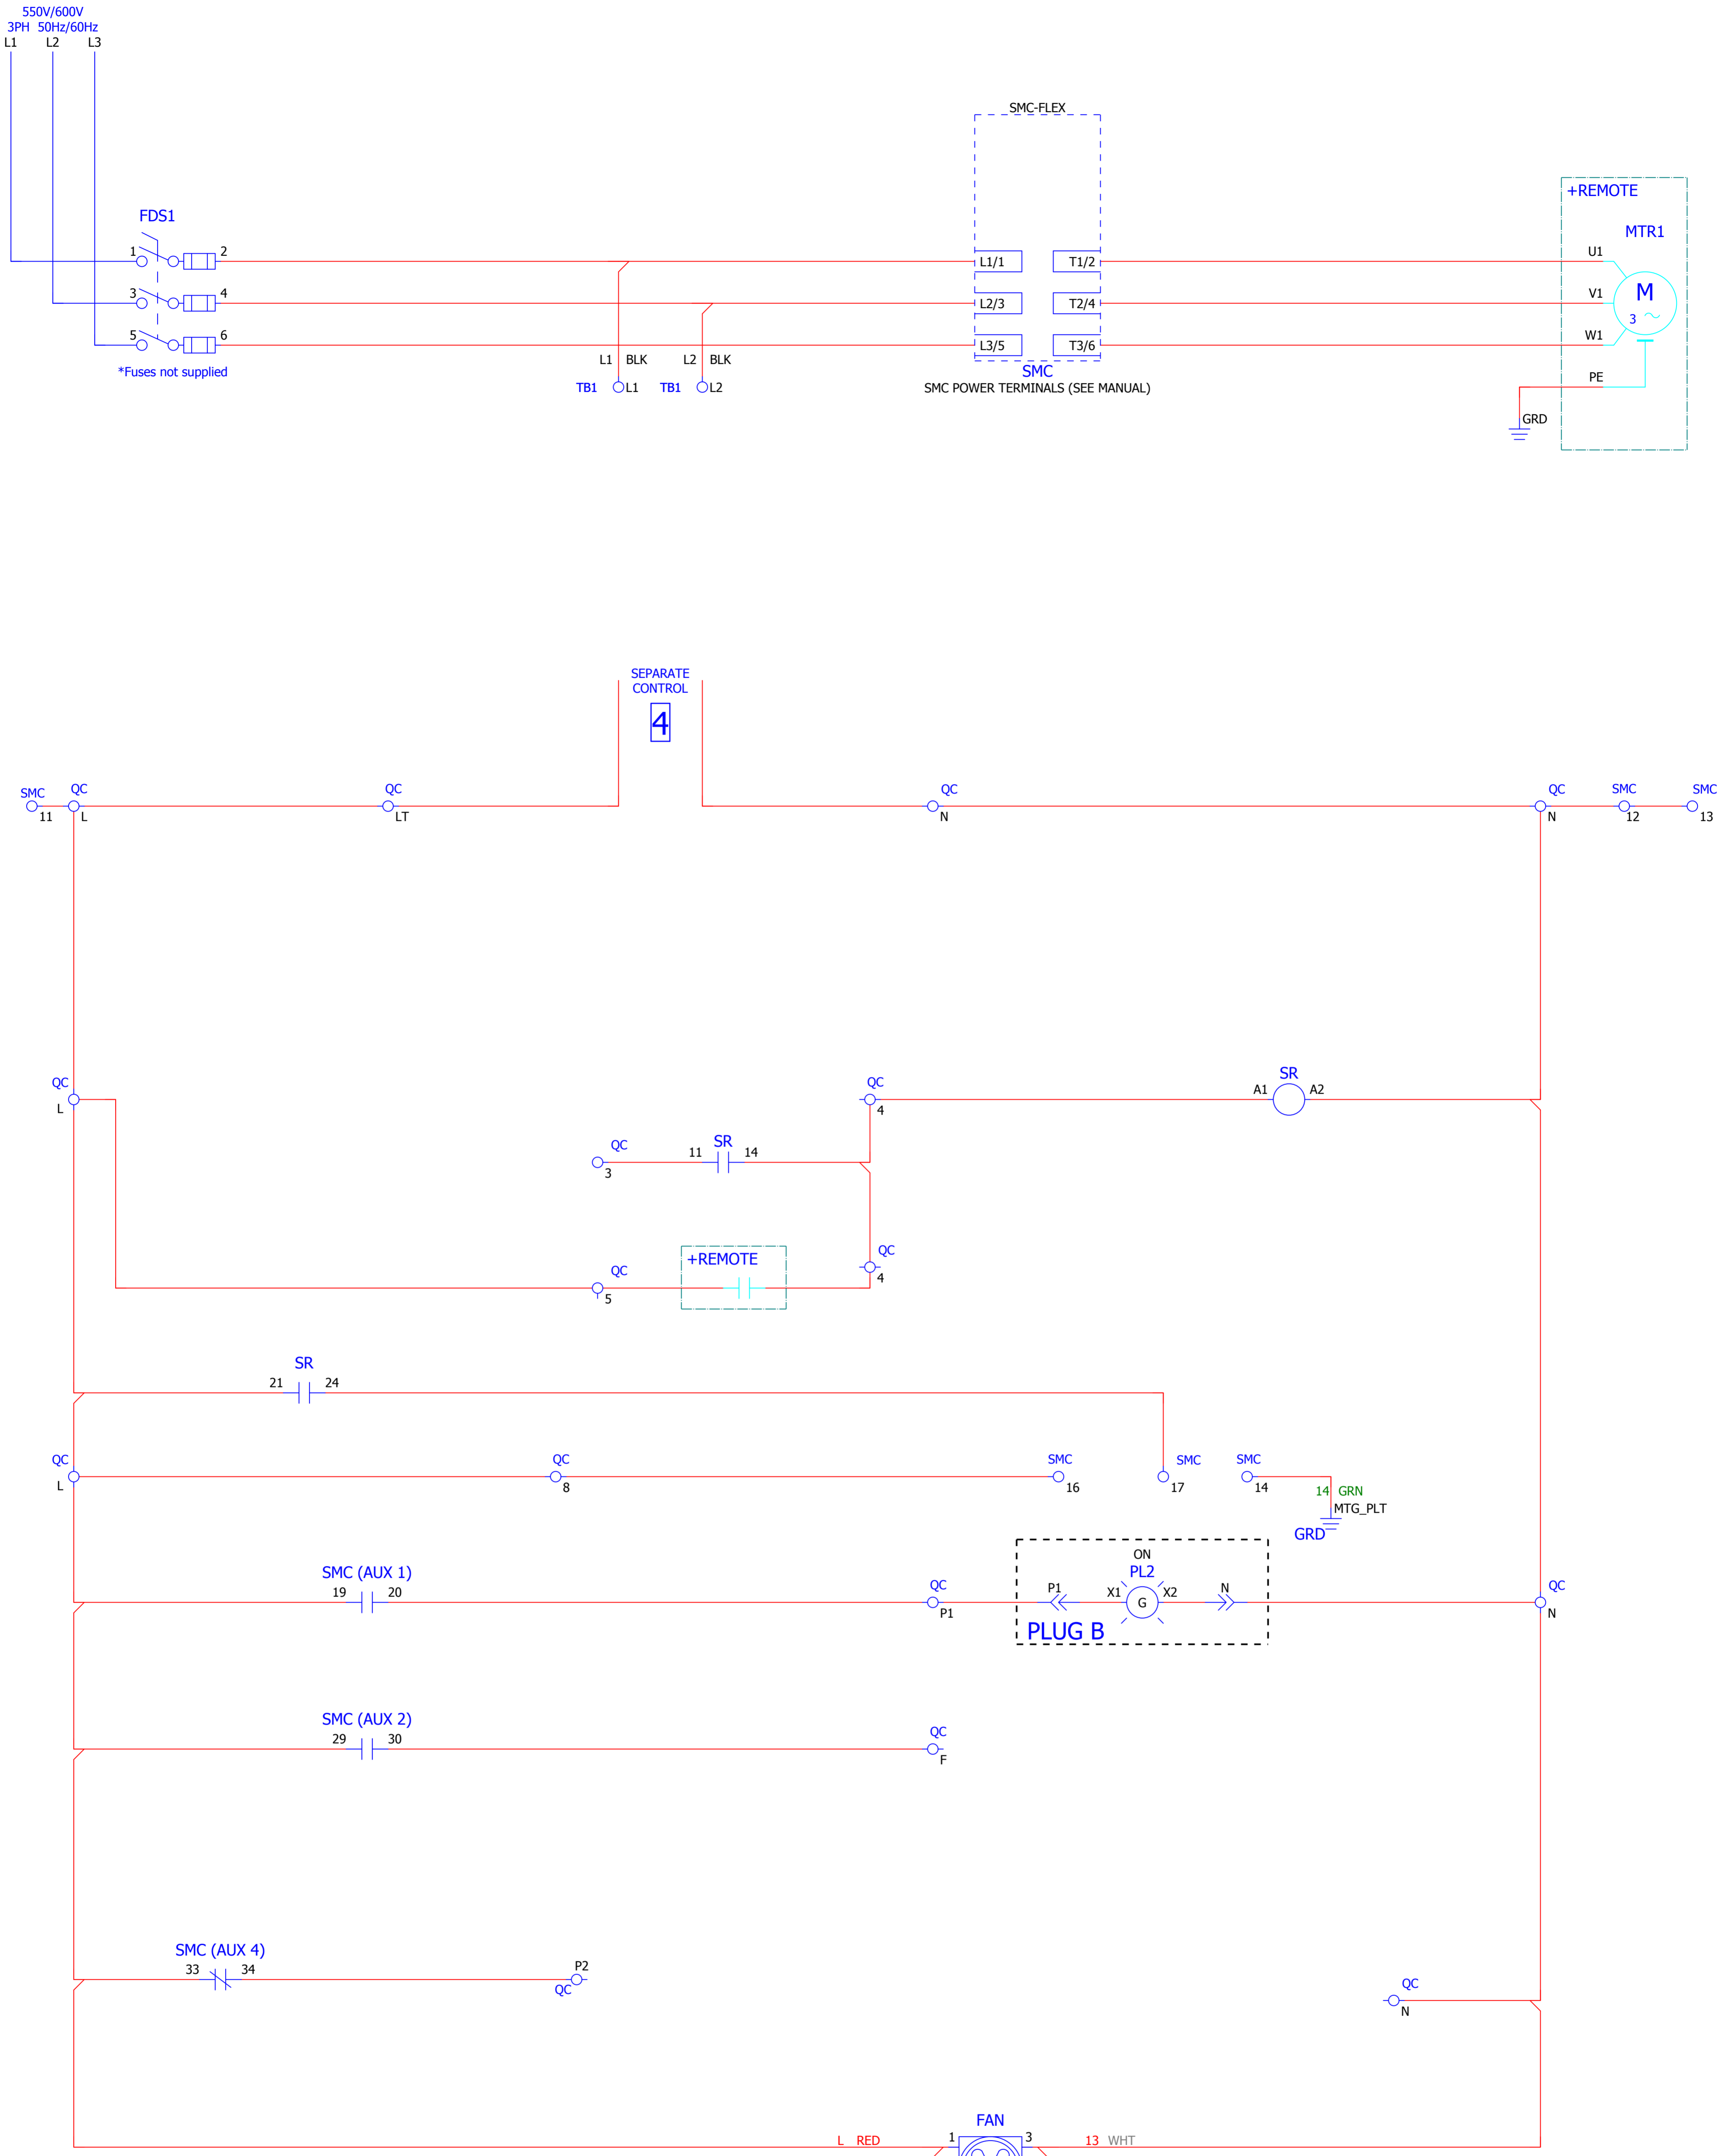 550V/600V
3PH 50Hz/60Hz
L1 L2 L3
SMC-FLEX
+REMOTE
FDS1
MTR1
1 2 L1/1 T1/2 U1
3 4 L2/3 T2/4 V1 M
3
5 6 L3/5 T3/6 W1
*Fuses not supplied
L1 BLK L2 BLK
SMC
PE
TB1 L1 TB1 L2
SMC POWER TERMINALS (SEE MANUAL)
GRD
SEPARATE
CONTROL
4
SMC QC QC QC QC SMC SMC
11 L LT N N 12 13
QC QC SR
A1 A2
L 4
QC SR
11 14
3
QC +REMOTE QC
4
5
SR
21 24
QC QC SMC SMC SMC
L 8 16 17 14
14 GRN
MTG_PLT
GRD
ON
SMC (AUX 1) PL2
19 20 QC P1 X1 X2 N QC
G
P1 N
PLUG B
SMC (AUX 2)
29 30 QC
F
SMC (AUX 4)
33 34 P2
QC QC
N
FAN
L RED 1 3 13 WHT